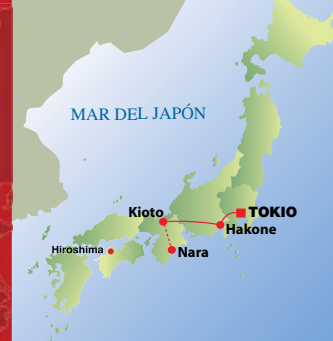 MAR DEL JAPÓN
Kioto
TOKIO
Hakone
Hiroshima
Nara